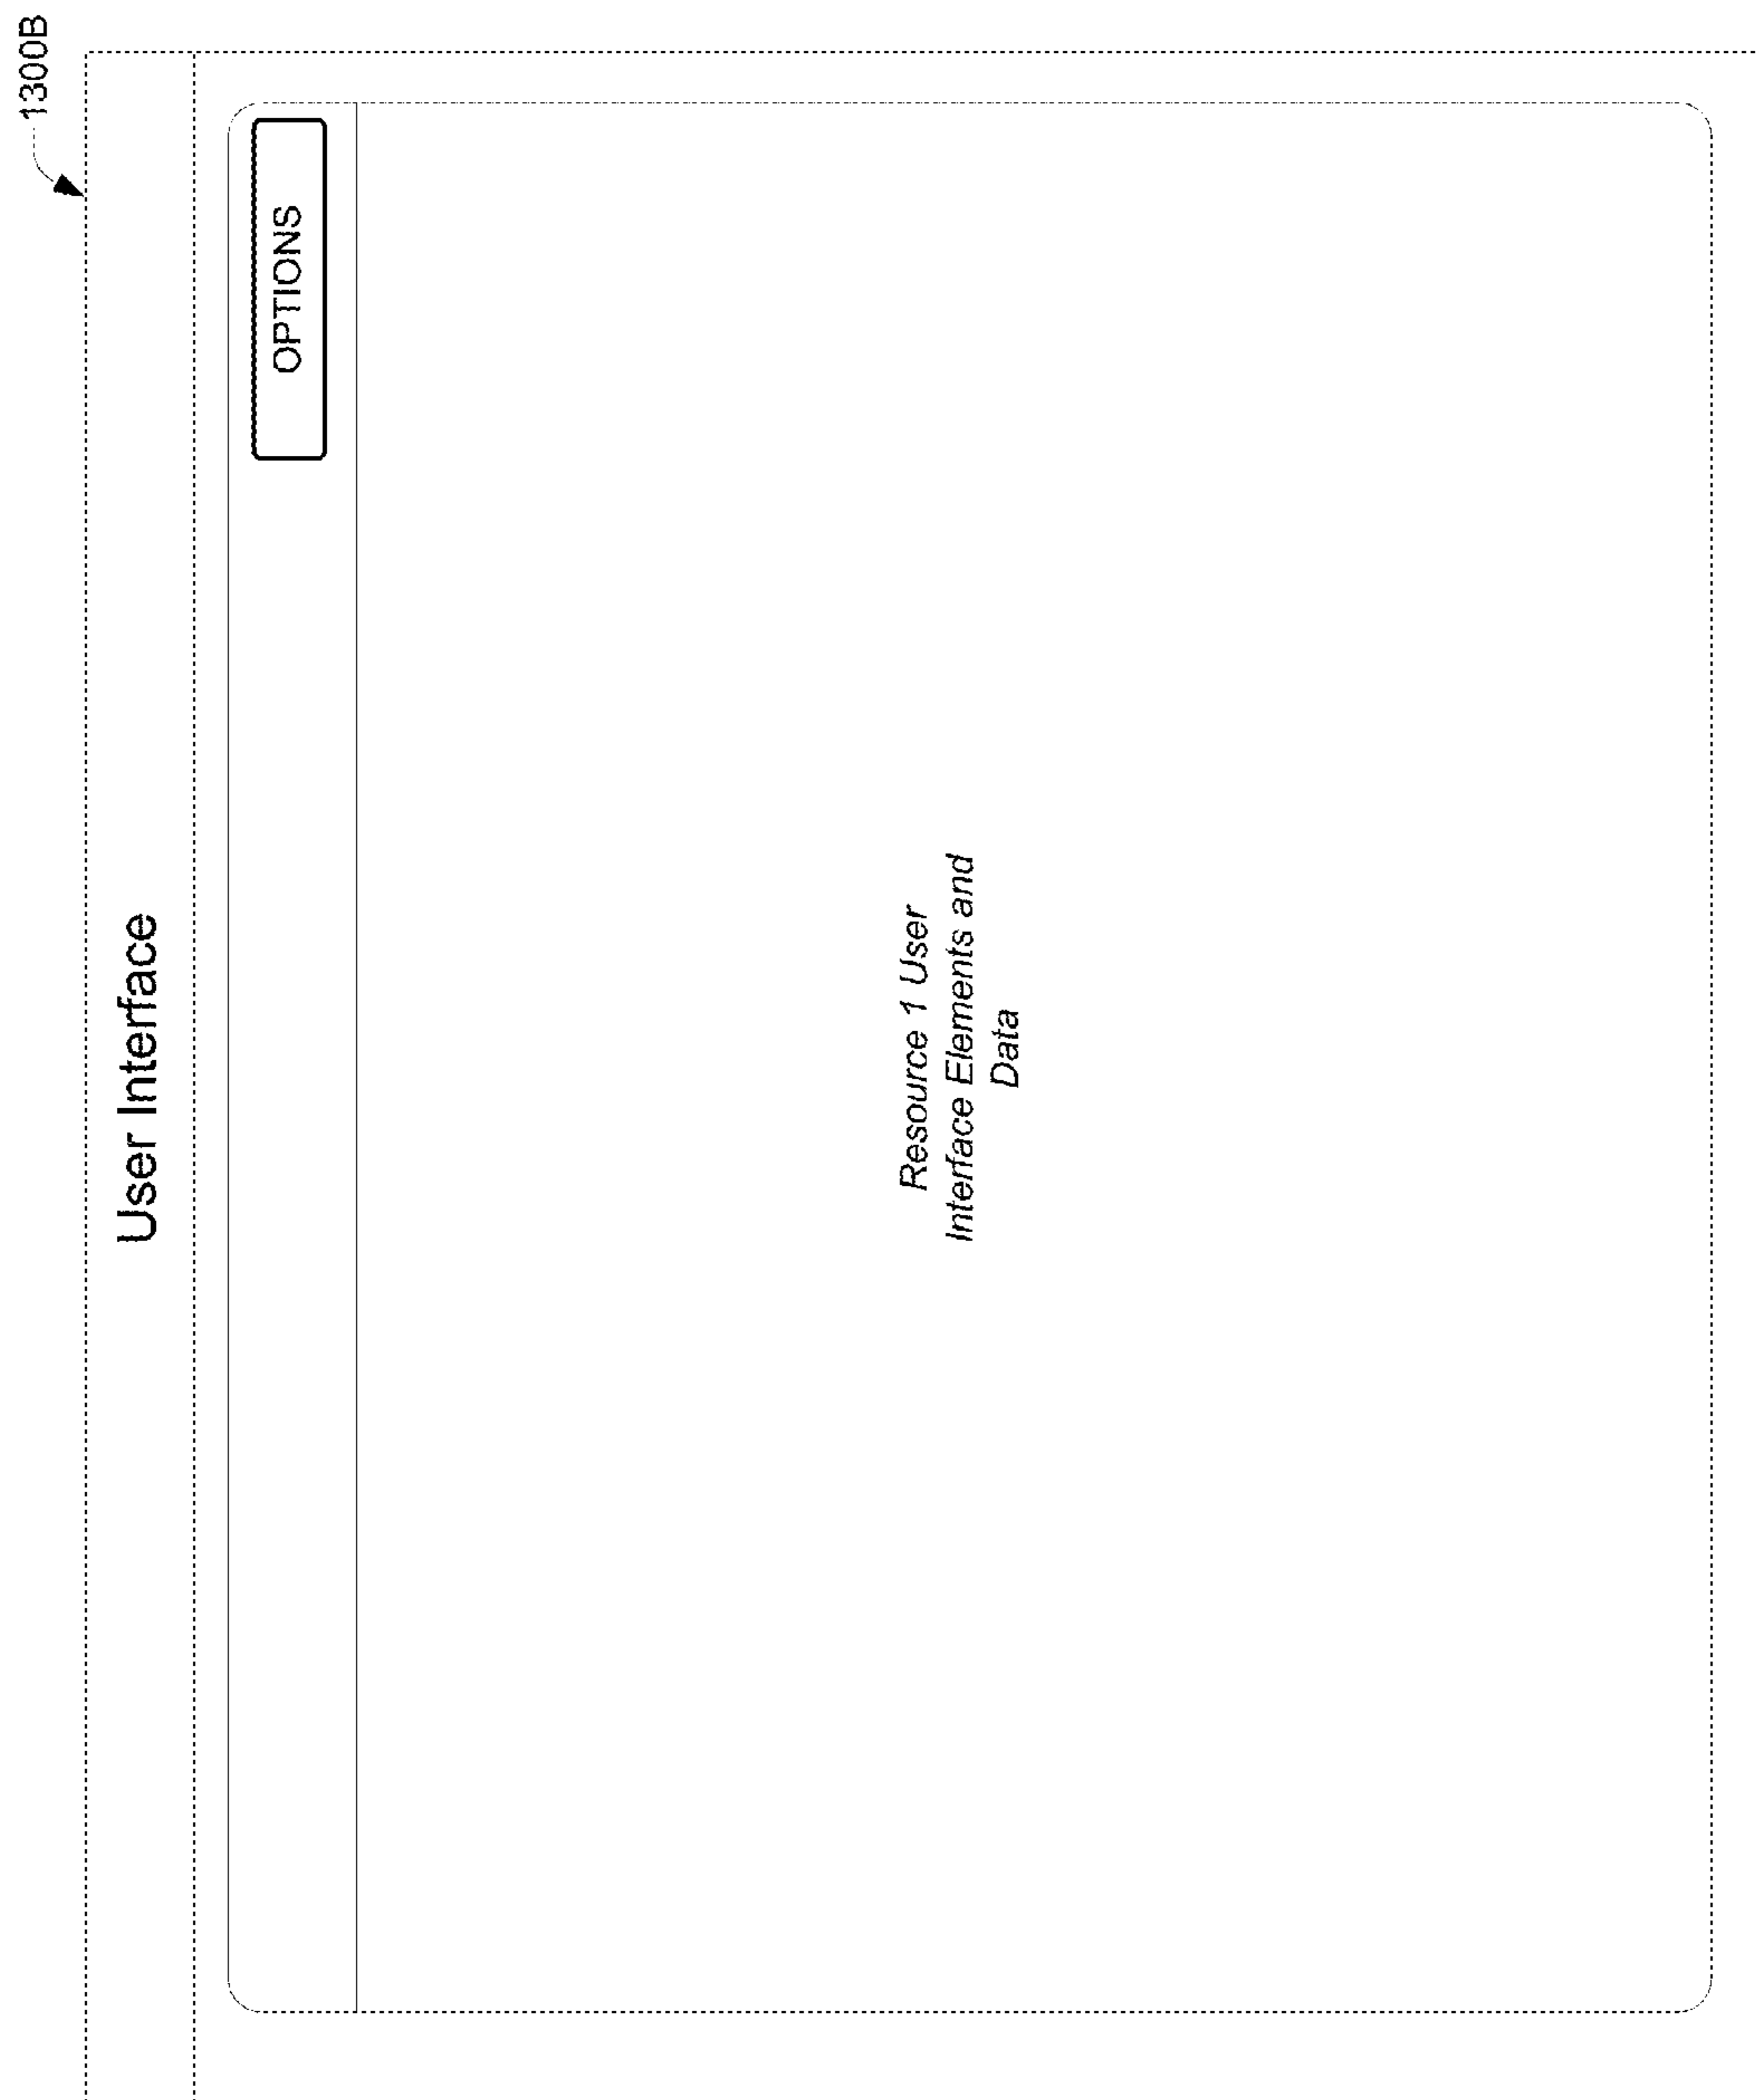 1300B
User Interface
OPTIONS
Resource 1 User
Interface Elements and
Data